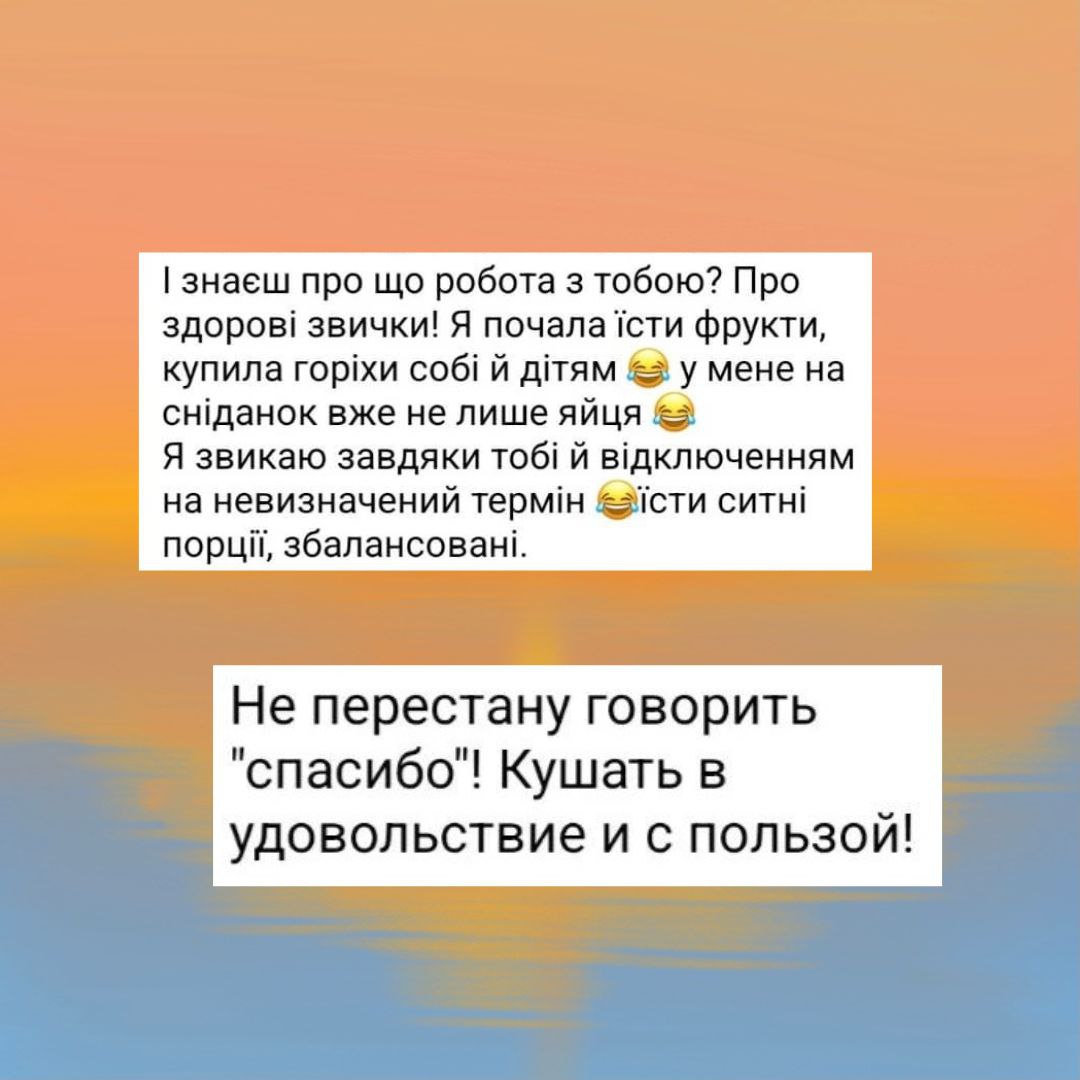 І знаєш про що робота з тобою? Про
здорові звички! Я почала їсти фрукти,
купила горіхи собі й дітям 😂 у мене на
сніданок вже не лише яйця 😂
Я звикаю завдяки тобі й відключенням
на невизначений термін 😂їсти ситні
порції, збалансовані.
Не перестану говорить
"спасибо"! Кушать в
удовольствие и с пользой!